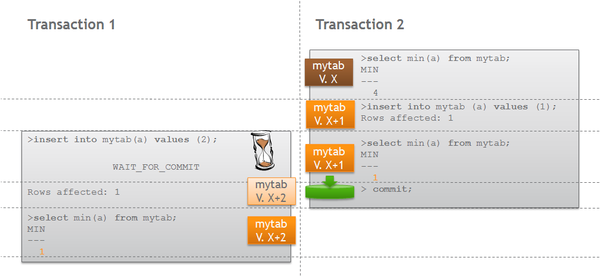 Transaction 1
>insert into mytab(a) values (2);
WAIT_FOR_COMMIT
Rows affected: 1
mytab
V. X+2
>select min(a) from mytab;
MIN
---
1
mytab
V. X+2
Transaction 2
mytab
V. X
>select min(a) from mytab;
MIN
---
4
mytab
V. X+1
>insert into mytab (a) values (1);
Rows affected: 1
mytab
V. X+1
>select min(a) from mytab;
MIN
---
1
> commit;